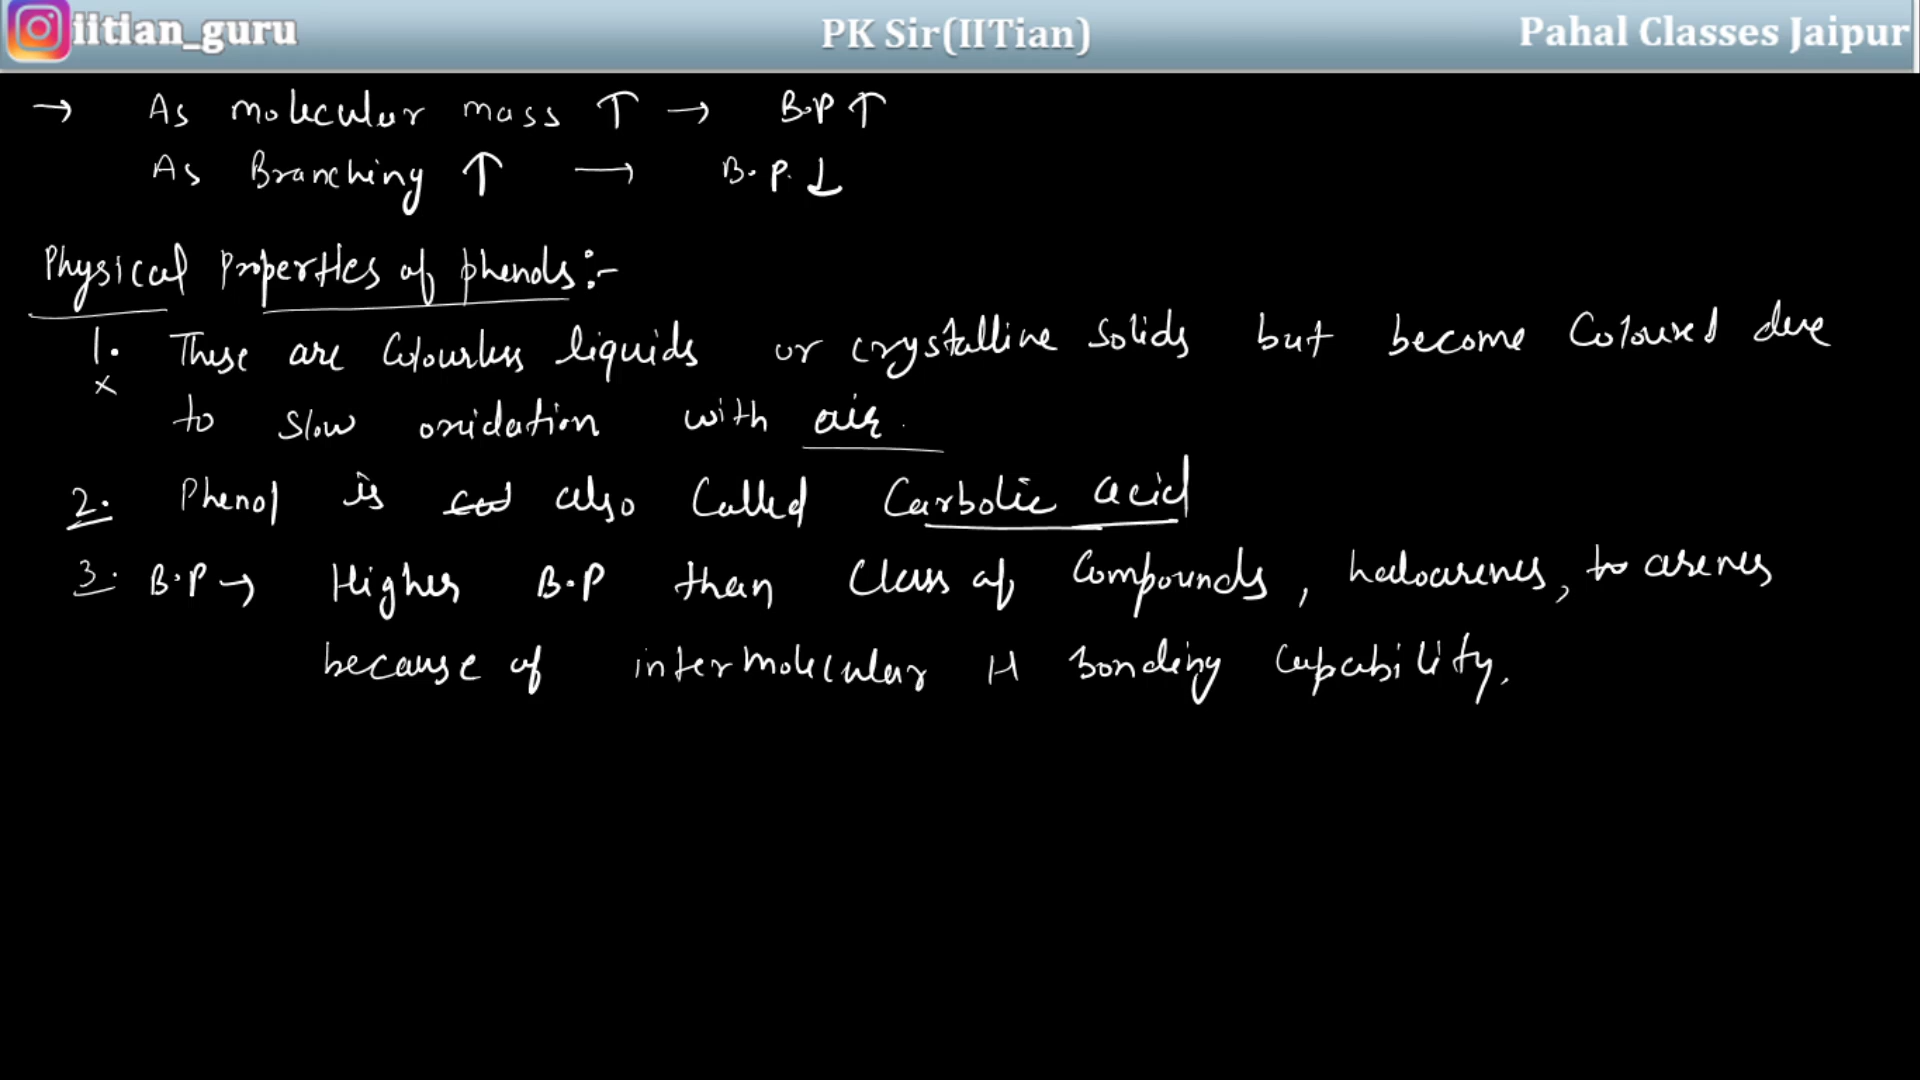 iitian_guru PK Sir(IITian) Pahal Classes Jaipur
→ As molecular mass ↑ → B.P ↑
As Branching ↑ → B.P. ↓
Physical Properties of phenols:-
1. These are Colourless liquids or crystalline solids but become Coloured due
to slow oxidation with air.
2. Phenol is also Called Carbolic acid
3. B.P → Higher B.P than Class of Compounds, haloarenes, arenes
because of intermolecular H Bonding Capability.